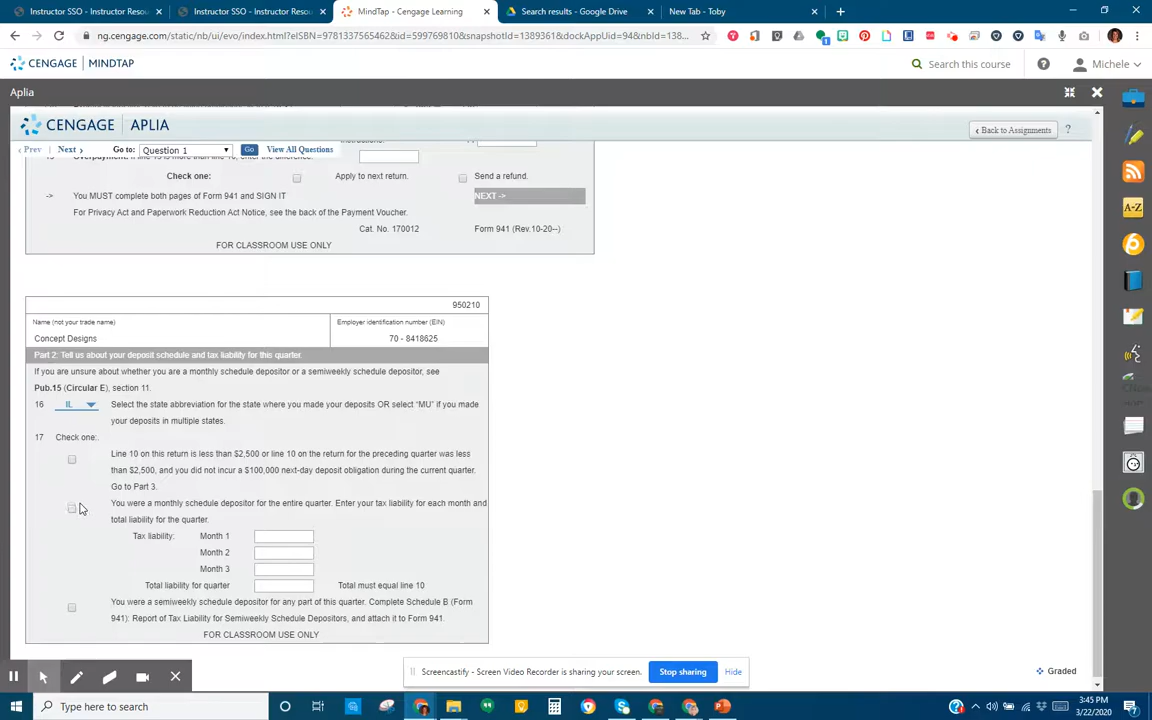 Instructor SSO - Instructor Resou
Instructor SSO - Instructor Resou
MindTap - Cengage Learning
Search results - Google Drive
New Tab - Toby
ng.cengage.com/static/nb/ui/evo/index.html?eISBN=9781337565462&id=599769810&snapshotId=1389361&dockAppUid=94&nbId=138...
CENGAGE MINDTAP
Search this course
Michele
Aplia
CENGAGE APLIA
‹ Back to Assignments ?
‹ Prev Next › Go to: Question 1 Go View All Questions
Check one: Apply to next return. Send a refund.
-> You MUST complete both pages of Form 941 and SIGN IT NEXT ->
For Privacy Act and Paperwork Reduction Act Notice, see the back of the Payment Voucher.
Cat. No. 170012 Form 941 (Rev.10-20--)
FOR CLASSROOM USE ONLY
950210
Name (not your trade name) Employer identification number (EIN)
Concept Designs 70 - 8418625
Part 2: Tell us about your deposit schedule and tax liability for this quarter.
If you are unsure about whether you are a monthly schedule depositor or a semiweekly schedule depositor, see
Pub.15 (Circular E), section 11.
16 IL Select the state abbreviation for the state where you made your deposits OR select "MU" if you made
your deposits in multiple states.
17 Check one:.
Line 10 on this return is less than $2,500 or line 10 on the return for the preceding quarter was less
than $2,500, and you did not incur a $100,000 next-day deposit obligation during the current quarter.
Go to Part 3.
You were a monthly schedule depositor for the entire quarter. Enter your tax liability for each month and
total liability for the quarter.
Tax liability: Month 1
Month 2
Month 3
Total liability for quarter Total must equal line 10
You were a semiweekly schedule depositor for any part of this quarter. Complete Schedule B (Form
941): Report of Tax Liability for Semiweekly Schedule Depositors, and attach it to Form 941.
FOR CLASSROOM USE ONLY
A-Z
Graded
Screencastify - Screen Video Recorder is sharing your screen. Stop sharing Hide
Type here to search
3:45 PM
3/22/2020